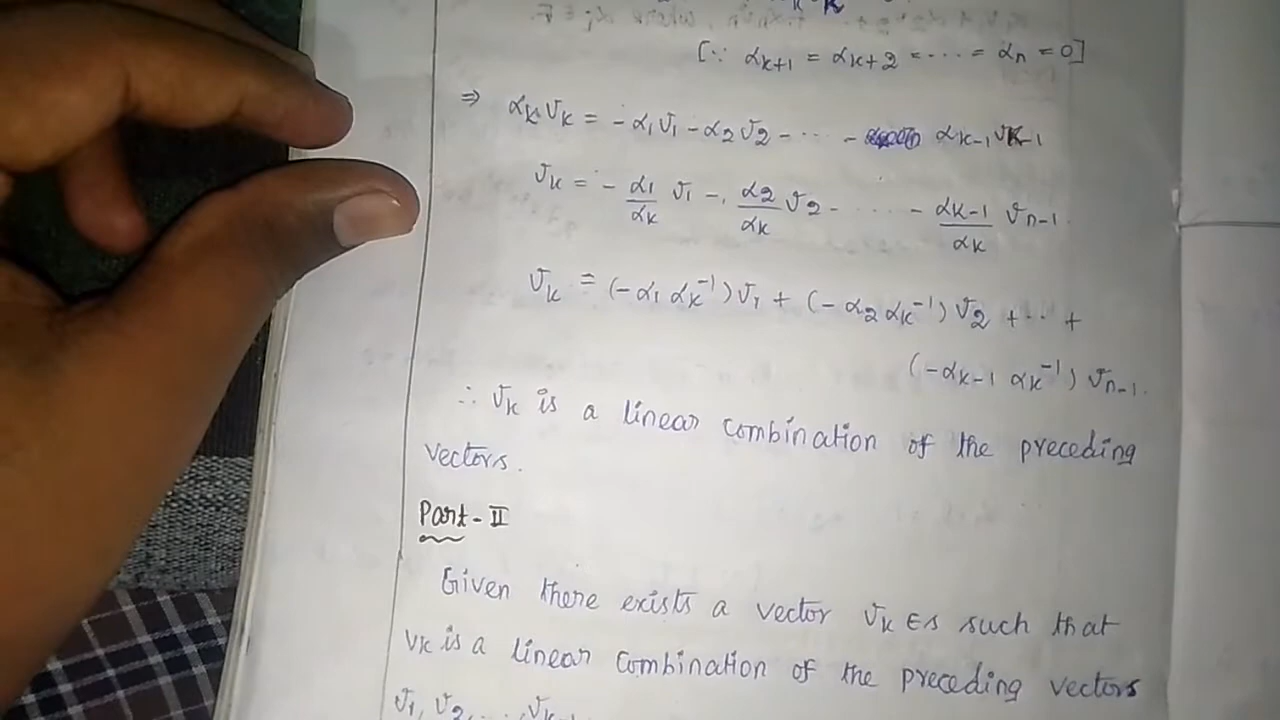 [∵ αk+1 = αk+2 = .... = αn = 0]
⇒ αk vk = - α1 v1 - α2 v2 - ... - αk-1 vk-1
vk = - α1/αk v1 - α2/αk v2 - ..... - αk-1/αk vn-1.
vk = (-α1 αk⁻¹) v1 + (-α2 αk⁻¹) v2 + ... +
(-αk-1 αk⁻¹) vn-1.
∴ vk is a linear combination of the preceding
vectors.
Part - II
Given there exists a vector vk ∈ s such that
vk is a linear combination of the preceding vectors
v1, v2, ...